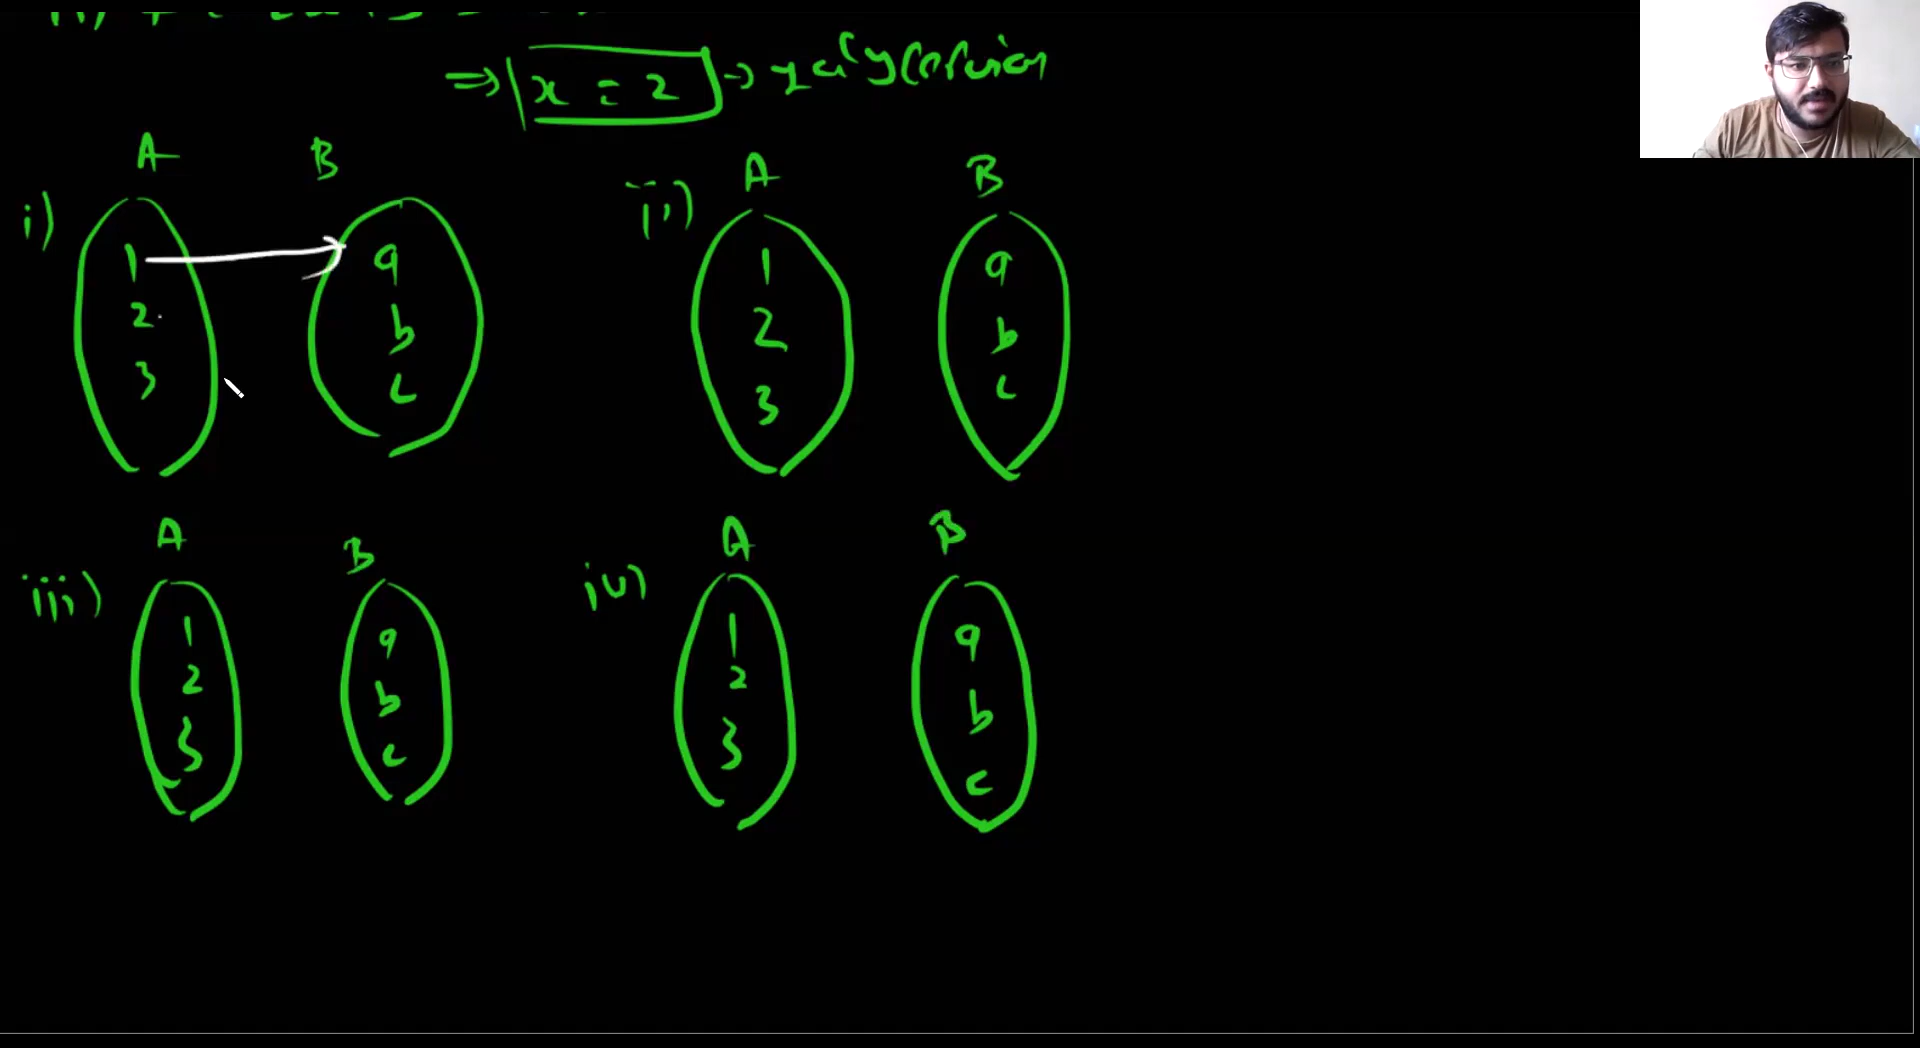 ⇒ x = 2 →
A B
i) 1 → a
2 b
3 c
A B
ii) 1 a
2 b
3 c
A B
iii) 1 a
2 b
3 c
A B
iv) 1 a
2 b
3 c